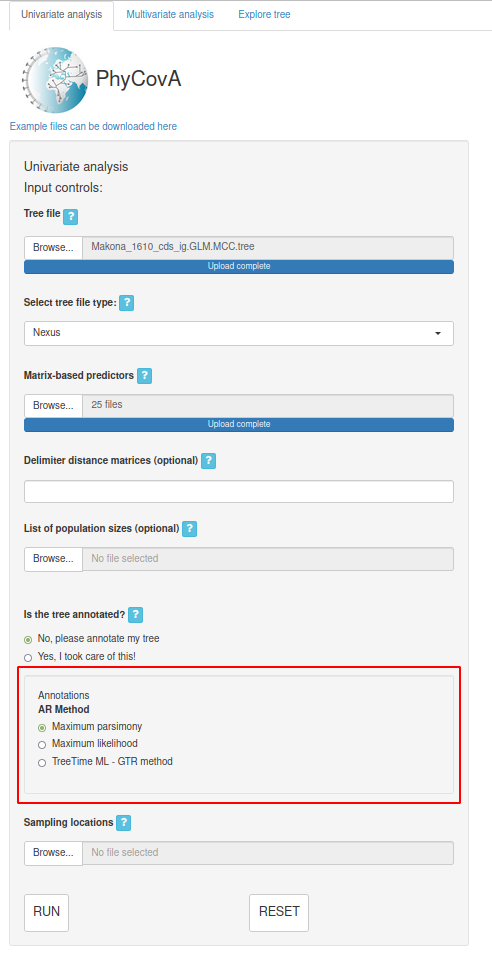 Univariate analysis Multivariate analysis Explore tree
PhyCovA
Example files can be downloaded here
Univariate analysis
Input controls:
Tree file ?
Browse... Makona_1610_cds_ig.GLM.MCC.tree
Upload complete
Select tree file type: ?
Nexus
Matrix-based predictors ?
Browse... 25 files
Upload complete
Delimiter distance matrices (optional) ?
List of population sizes (optional) ?
Browse... No file selected
Is the tree annotated? ?
No, please annotate my tree
Yes, I took care of this!
Annotations
AR Method
Maximum parsimony
Maximum likelihood
TreeTime ML - GTR method
Sampling locations ?
Browse... No file selected
RUN RESET